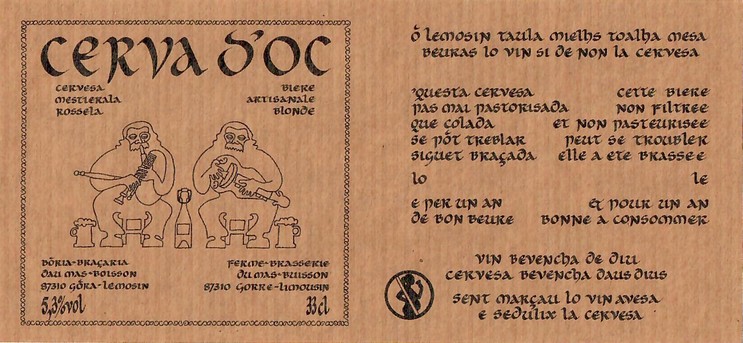 CERVA D'OC
CERVESA
MESTIERALA
ROSSELA
BIERE
ARTISANALE
BLONDE
BÒRIA-BRAÇARIA
DAU MAS-BOISSON
87310 GÒRA-LEMOSIN
5,3%vol
FERME-BRASSERIE
DU MAS-BUISSON
87310 GORRE-LIMOUSIN
33cl
Ô LEMOSIN TAULA MIELHS TOALHA MESA
BEURAS LO VIN SI DE NON LA CERVESA
'QUESTA CERVESA
PAS MAI PASTORISADA
QUE COLADA
SE PÒT TREBLAR
SIGUET BRAÇADA
LO
E PER UN AN
DE BON BEURE
CETTE BIERE
NON FILTREE
ET NON PASTEURISEE
PEUT SE TROUBLER
ELLE A ETE BRASSEE
LE
ET POUR UN AN
BONNE A CONSOMMER
VIN BEVENCHA DE DIU
CERVESA BEVENCHA DAUS DIUS
SENT MARÇAU LO VIN AVESA
E SEDULIX LA CERVESA